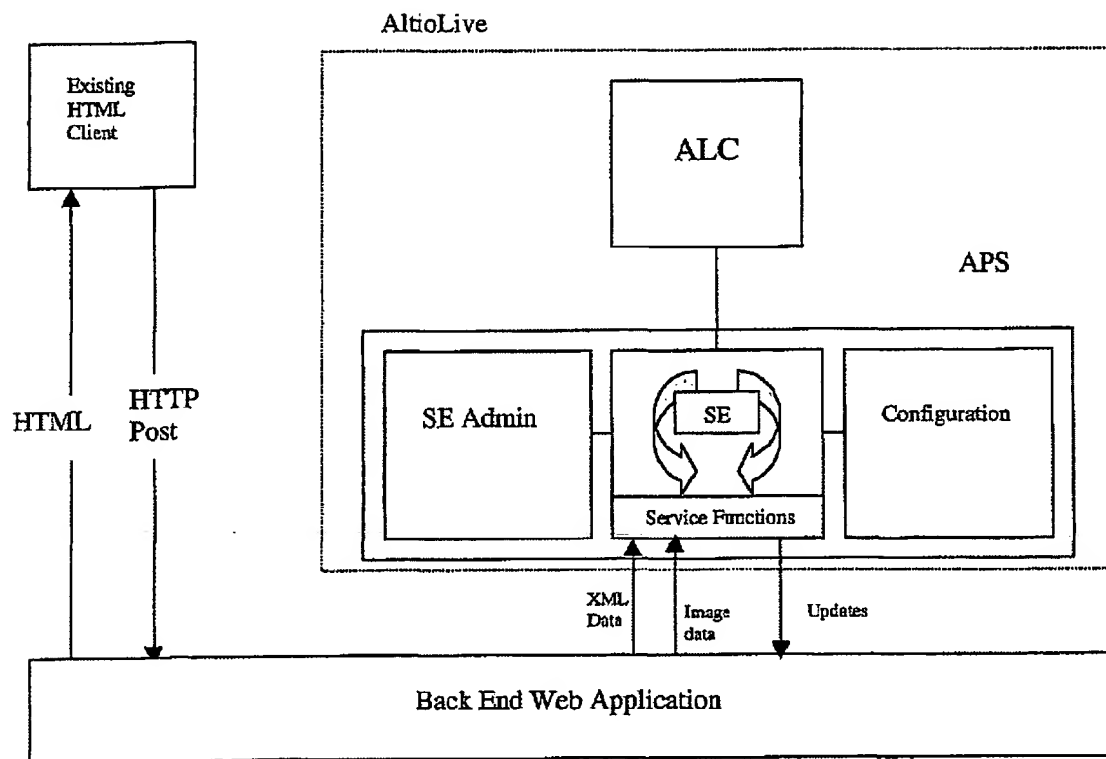 AltioLive
Existing
HTML
Client
ALC
APS
HTML
HTTP
Post
SE Admin
SE
Configuration
Service Functions
XML
Data
Image
data
Updates
Back End Web Application